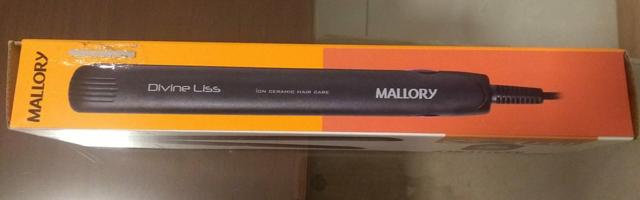 MALLORY
Divine Liss
ION CERAMIC HAIR CARE
MALLORY